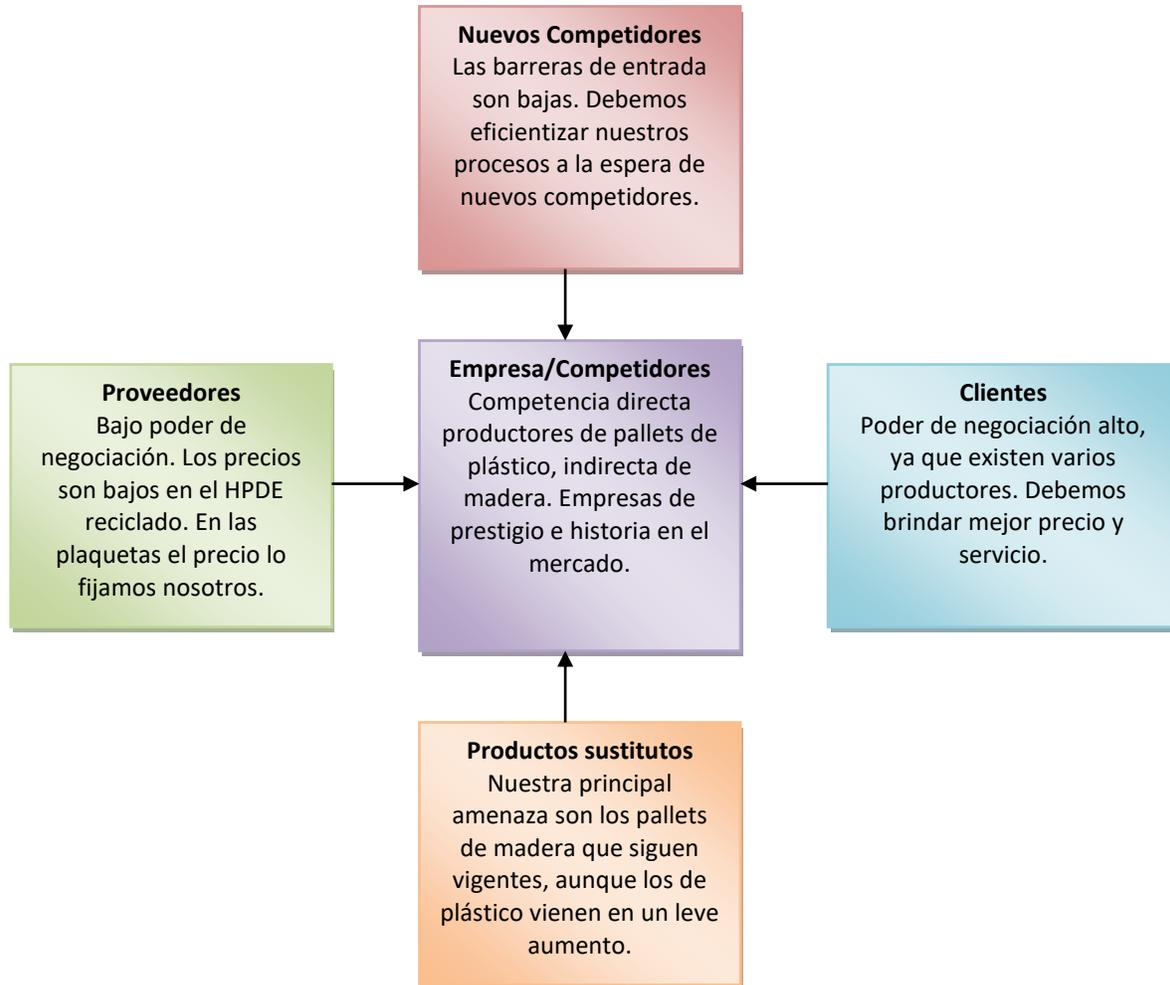 Nuevos Competidores
Las barreras de entrada
son bajas. Debemos
eficientizar nuestros
procesos a la espera de
nuevos competidores.
Proveedores
Bajo poder de
negociación. Los precios
son bajos en el HPDE
reciclado. En las
plaquetas el precio lo
fijamos nosotros.
Empresa/Competidores
Competencia directa
productores de pallets de
plástico, indirecta de
madera. Empresas de
prestigio e historia en el
mercado.
Clientes
Poder de negociación alto,
ya que existen varios
productores. Debemos
brindar mejor precio y
servicio.
Productos sustitutos
Nuestra principal
amenaza son los pallets
de madera que siguen
vigentes, aunque los de
plástico vienen en un leve
aumento.